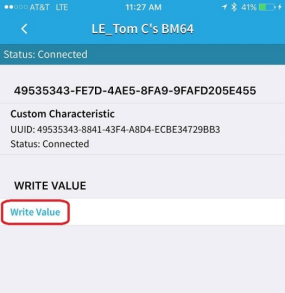 AT&T LTE 11:27 AM 41%
LE_Tom C's BM64
Status: Connected
49535343-FE7D-4AE5-8FA9-9FAFD205E455
Custom Characteristic
UUID: 49535343-8841-43F4-A8D4-ECBE34729BB3
Status: Connected
WRITE VALUE
Write Value